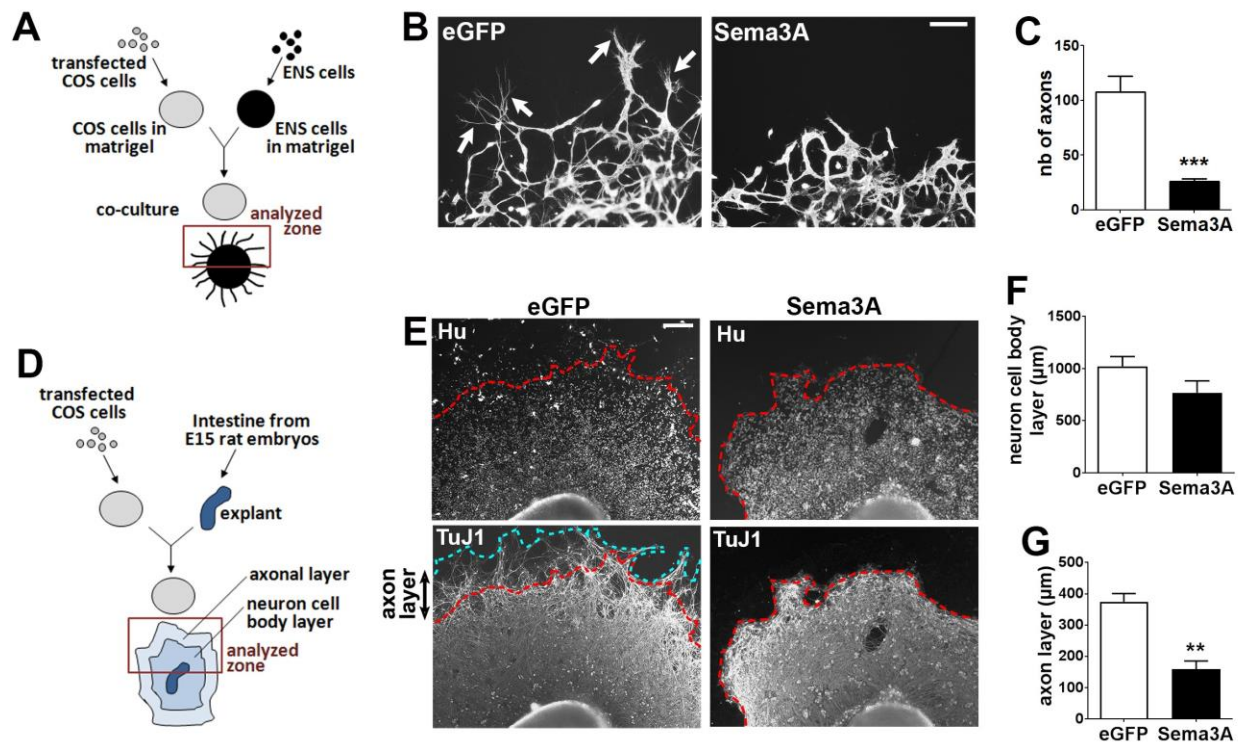 A
transfected
COS cells
ENS cells
COS cells in
matrigel
ENS cells
in matrigel
co-culture
analyzed
zone
B
eGFP
Sema3A
C
nb of axons
150
100
50
0
***
eGFP
Sema3A
D
transfected
COS cells
Intestine from
E15 rat embryos
explant
axonal layer
neuron cell
body layer
analyzed
zone
E
eGFP
Sema3A
Hu
Hu
TuJ1
TuJ1
axon
layer
F
neuron cell body
layer (µm)
1500
1000
500
0
eGFP
Sema3A
G
axon layer (µm)
500
400
300
200
100
0
**
eGFP
Sema3A